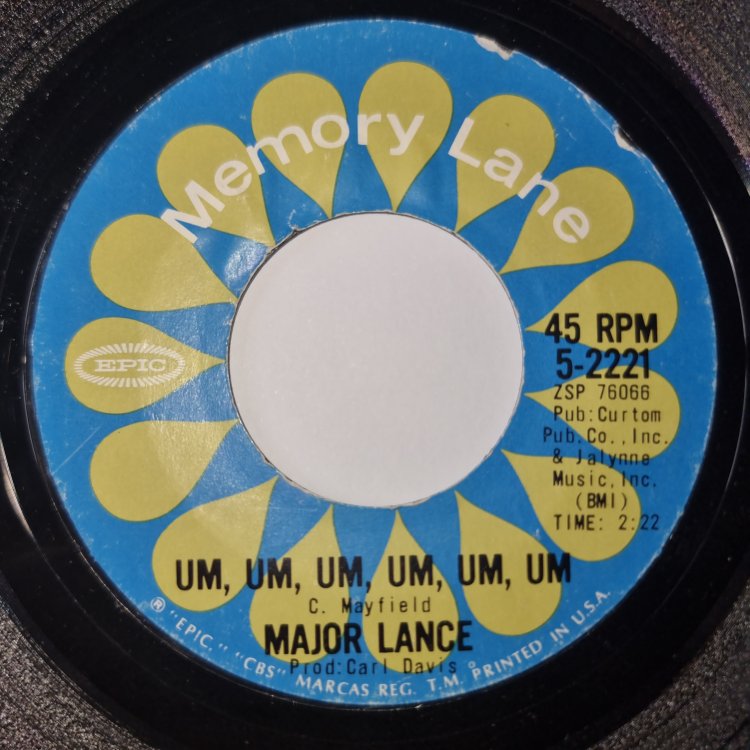 Memory Lane
EPIC
45 RPM
5-2221
ZSP 76066
Pub:Curtom
Pub.Co.,Inc.
& Jalynne
Music,Inc.
(BMI)
TIME: 2:22
UM, UM, UM, UM, UM, UM
C. Mayfield
MAJOR LANCE
Prod:Carl Davis
® "EPIC," "CBS" MARCAS REG. T.M. PRINTED IN U.S.A.